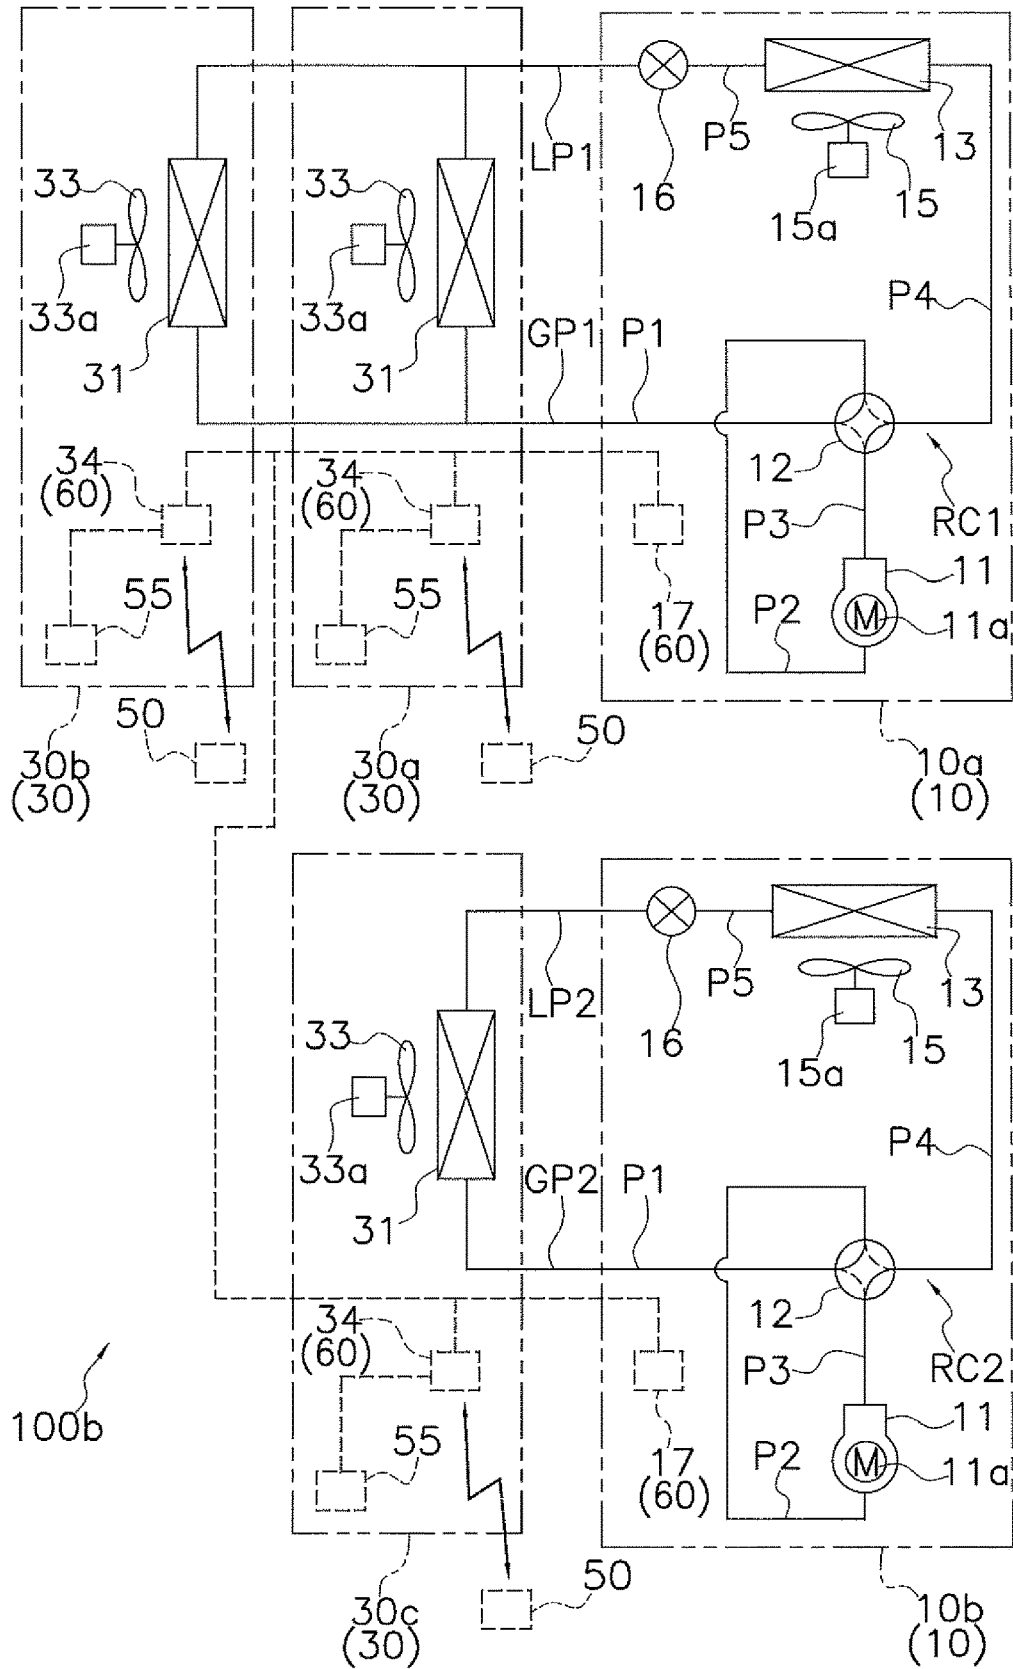 LP1
16
P5
13
15a
15
33
33a
31
33
33a
31
GP1
P1
P4
34
(60)
34
(60)
12
P3
RC1
55
55
17
(60)
P2
11
M
11a
30b
(30)
50
30a
(30)
50
10a
(10)
LP2
16
P5
13
15a
15
33
33a
31
GP2
P1
P4
34
(60)
12
P3
RC2
100b
55
17
(60)
P2
11
M
11a
30c
(30)
50
10b
(10)